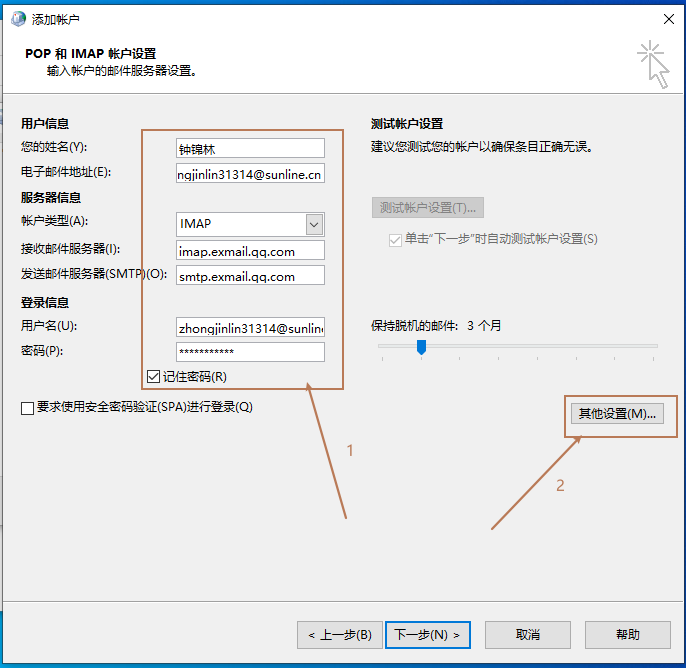 添加帐户
POP 和 IMAP 帐户设置
输入帐户的邮件服务器设置。
用户信息
您的姓名(Y): 钟锦林
电子邮件地址(E): ngjinlin31314@sunline.cn
服务器信息
帐户类型(A): IMAP
接收邮件服务器(I): imap.exmail.qq.com
发送邮件服务器(SMTP)(O): smtp.exmail.qq.com
登录信息
用户名(U): zhongjinlin31314@sunlin
密码(P): ***********
记住密码(R)
要求使用安全密码验证(SPA)进行登录(Q)
测试帐户设置
建议您测试您的帐户以确保条目正确无误。
测试帐户设置(T)...
单击“下一步”时自动测试帐户设置(S)
保持脱机的邮件: 3 个月
其他设置(M)...
1
2
< 上一步(B)
下一步(N) >
取消
帮助